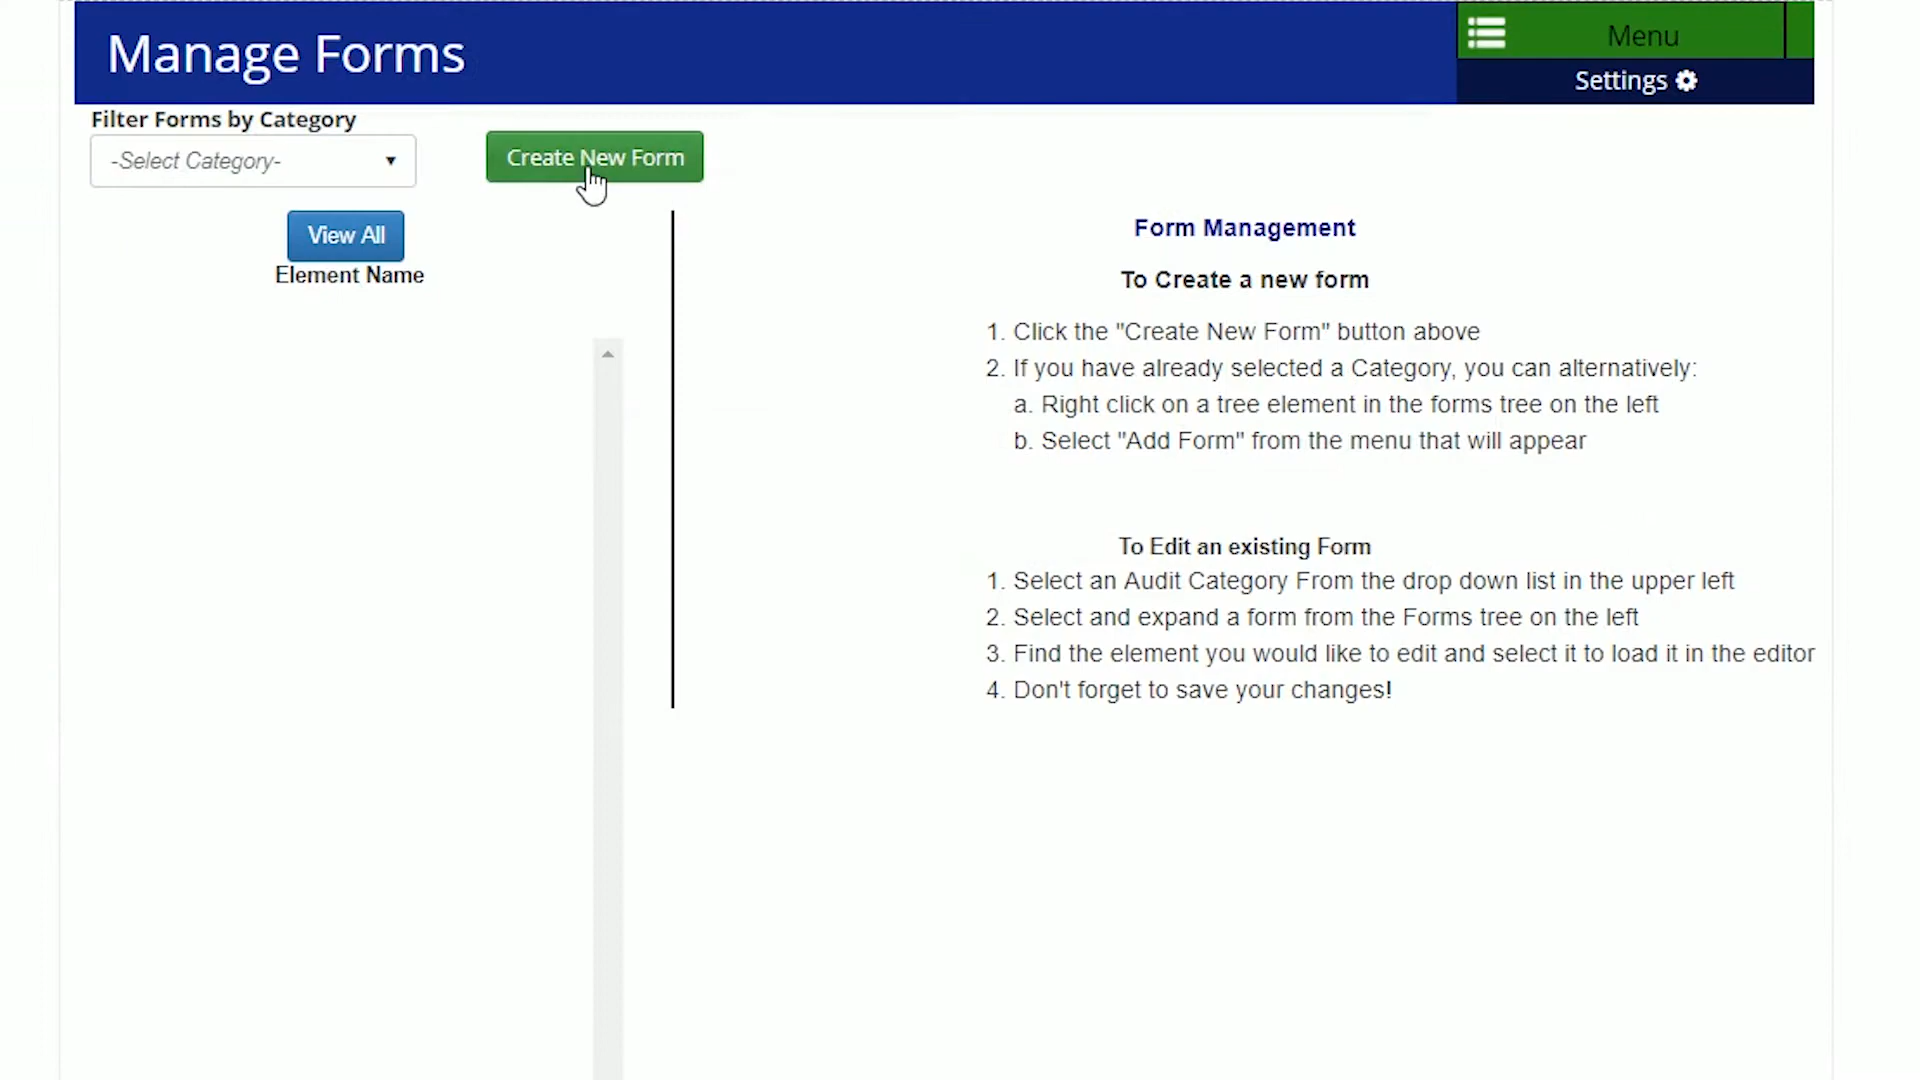 Manage Forms
Menu
Settings
Filter Forms by Category
-Select Category-
Create New Form
View All
Element Name
Form Management
To Create a new form
1. Click the "Create New Form" button above
2. If you have already selected a Category, you can alternatively:
a. Right click on a tree element in the forms tree on the left
b. Select "Add Form" from the menu that will appear
To Edit an existing Form
1. Select an Audit Category From the drop down list in the upper left
2. Select and expand a form from the Forms tree on the left
3. Find the element you would like to edit and select it to load it in the editor
4. Don't forget to save your changes!